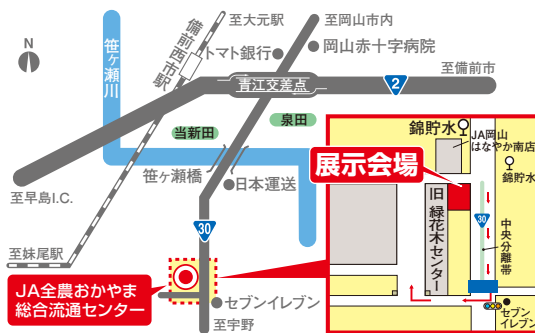 至大元駅
至岡山市内
備前西市駅
笹ヶ瀬川
N
トマト銀行
岡山赤十字病院
至備前市
青江交差点
2
当新田
泉田
笹ヶ瀬橋
日本運送
至早島I.C.
30
至妹尾駅
JA全農おかやま
総合流通センター
セブンイレブン
至宇野
錦貯水
JA岡山
はなやか南店
展示会場
錦貯水
旧 緑花木センター
30
中央分離帯
セブン
イレブン